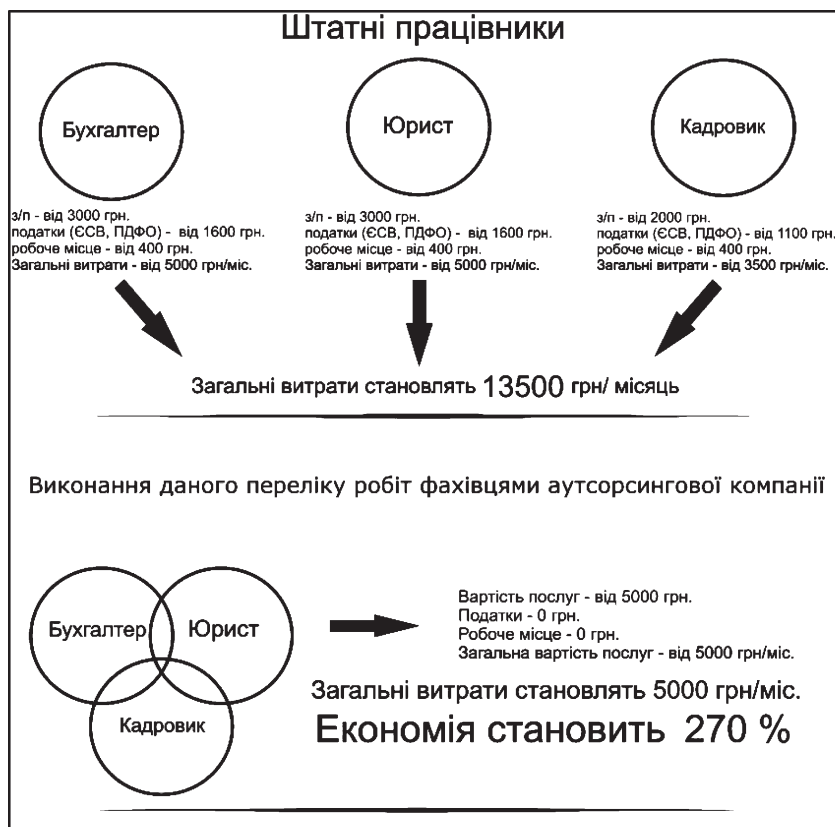 Штатні працівники
Бухгалтер
з/п - від 3000 грн.
податки (ЄСВ, ПДФО) - від 1600 грн.
робоче місце - від 400 грн.
Загальні витрати - від 5000 грн/міс.
Юрист
з/п - від 3000 грн.
податки (ЄСВ, ПДФО) - від 1600 грн.
робоче місце - від 400 грн.
Загальні витрати - від 5000 грн/міс.
Кадровик
з/п - від 2000 грн.
податки (ЄСВ, ПДФО) - від 1100 грн.
робоче місце - від 400 грн.
Загальні витрати - від 3500 грн/міс.
Загальні витрати становлять 13500 грн/ місяць
Виконання даного переліку робіт фахівцями аутсорсингової компанії
Бухгалтер
Юрист
Кадровик
Вартість послуг - від 5000 грн.
Податки - 0 грн.
Робоче місце - 0 грн.
Загальна вартість послуг - від 5000 грн/міс.
Загальні витрати становлять 5000 грн/міс.
Економія становить 270 %